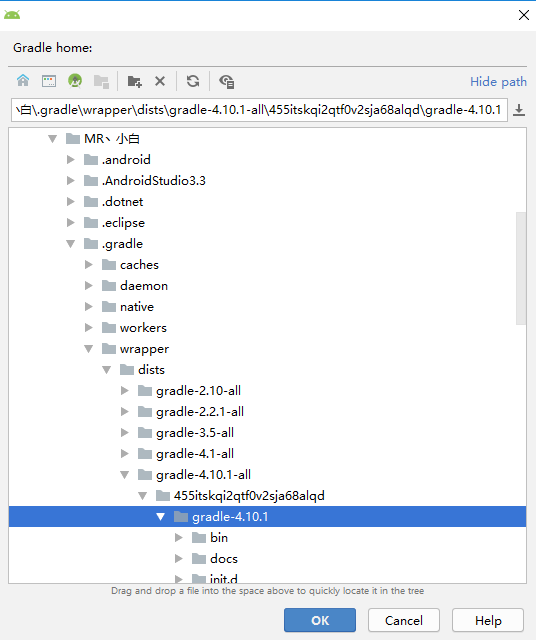 Gradle home:
Hide path
丶白\.gradle\wrapper\dists\gradle-4.10.1-all\455itskqi2qtf0v2sja68alqd\gradle-4.10.1
MR丶小白
.android
.AndroidStudio3.3
.dotnet
.eclipse
.gradle
caches
daemon
native
workers
wrapper
dists
gradle-2.10-all
gradle-2.2.1-all
gradle-3.5-all
gradle-4.1-all
gradle-4.10.1-all
455itskqi2qtf0v2sja68alqd
gradle-4.10.1
bin
docs
init.d
Drag and drop a file into the space above to quickly locate it in the tree
OK
Cancel
Help